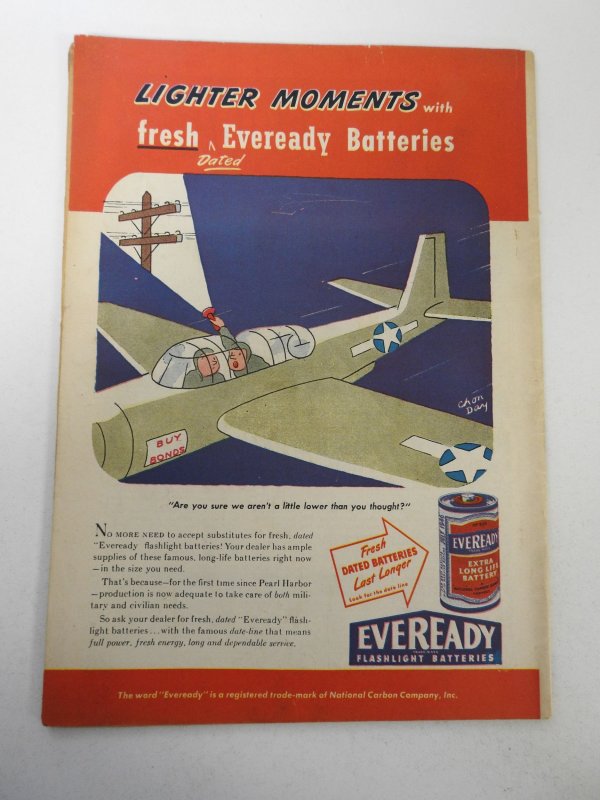 LIGHTER MOMENTS with
fresh ^ Eveready Batteries
Dated
BUY
BONDS
Chon
Day
"Are you sure we aren't a little lower than you thought?"
No more need to accept substitutes for fresh, dated
"Eveready" flashlight batteries! Your dealer has ample
supplies of these famous, long-life batteries right now
—in the size you need.
That's because—for the first time since Pearl Harbor
—production is now adequate to take care of both mili-
tary and civilian needs.
So ask your dealer for fresh, dated "Eveready" flash-
light batteries...with the famous date-line that means
full power, fresh energy, long and dependable service.
Fresh
DATED BATTERIES
Last Longer
Look for the date line
EVEREADY
TRADE-MARK
EXTRA
LONG LIFE
BATTERY
EVEREADY
TRADE-MARK
FLASHLIGHT BATTERIES
The word "Eveready" is a registered trade-mark of National Carbon Company, Inc.